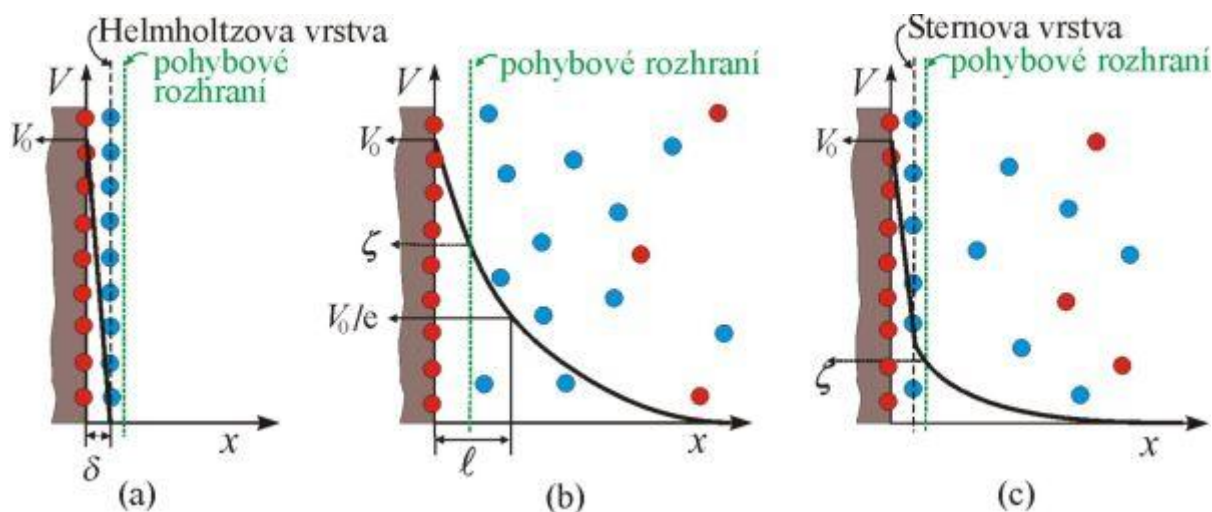 Helmholtzova vrstva
pohybové
rozhraní
V
V₀
x
δ
(a)
pohybové rozhraní
V
V₀
ζ
V₀/e
x
ℓ
(b)
Sternova vrstva
pohybové rozhraní
V
V₀
ζ
x
(c)